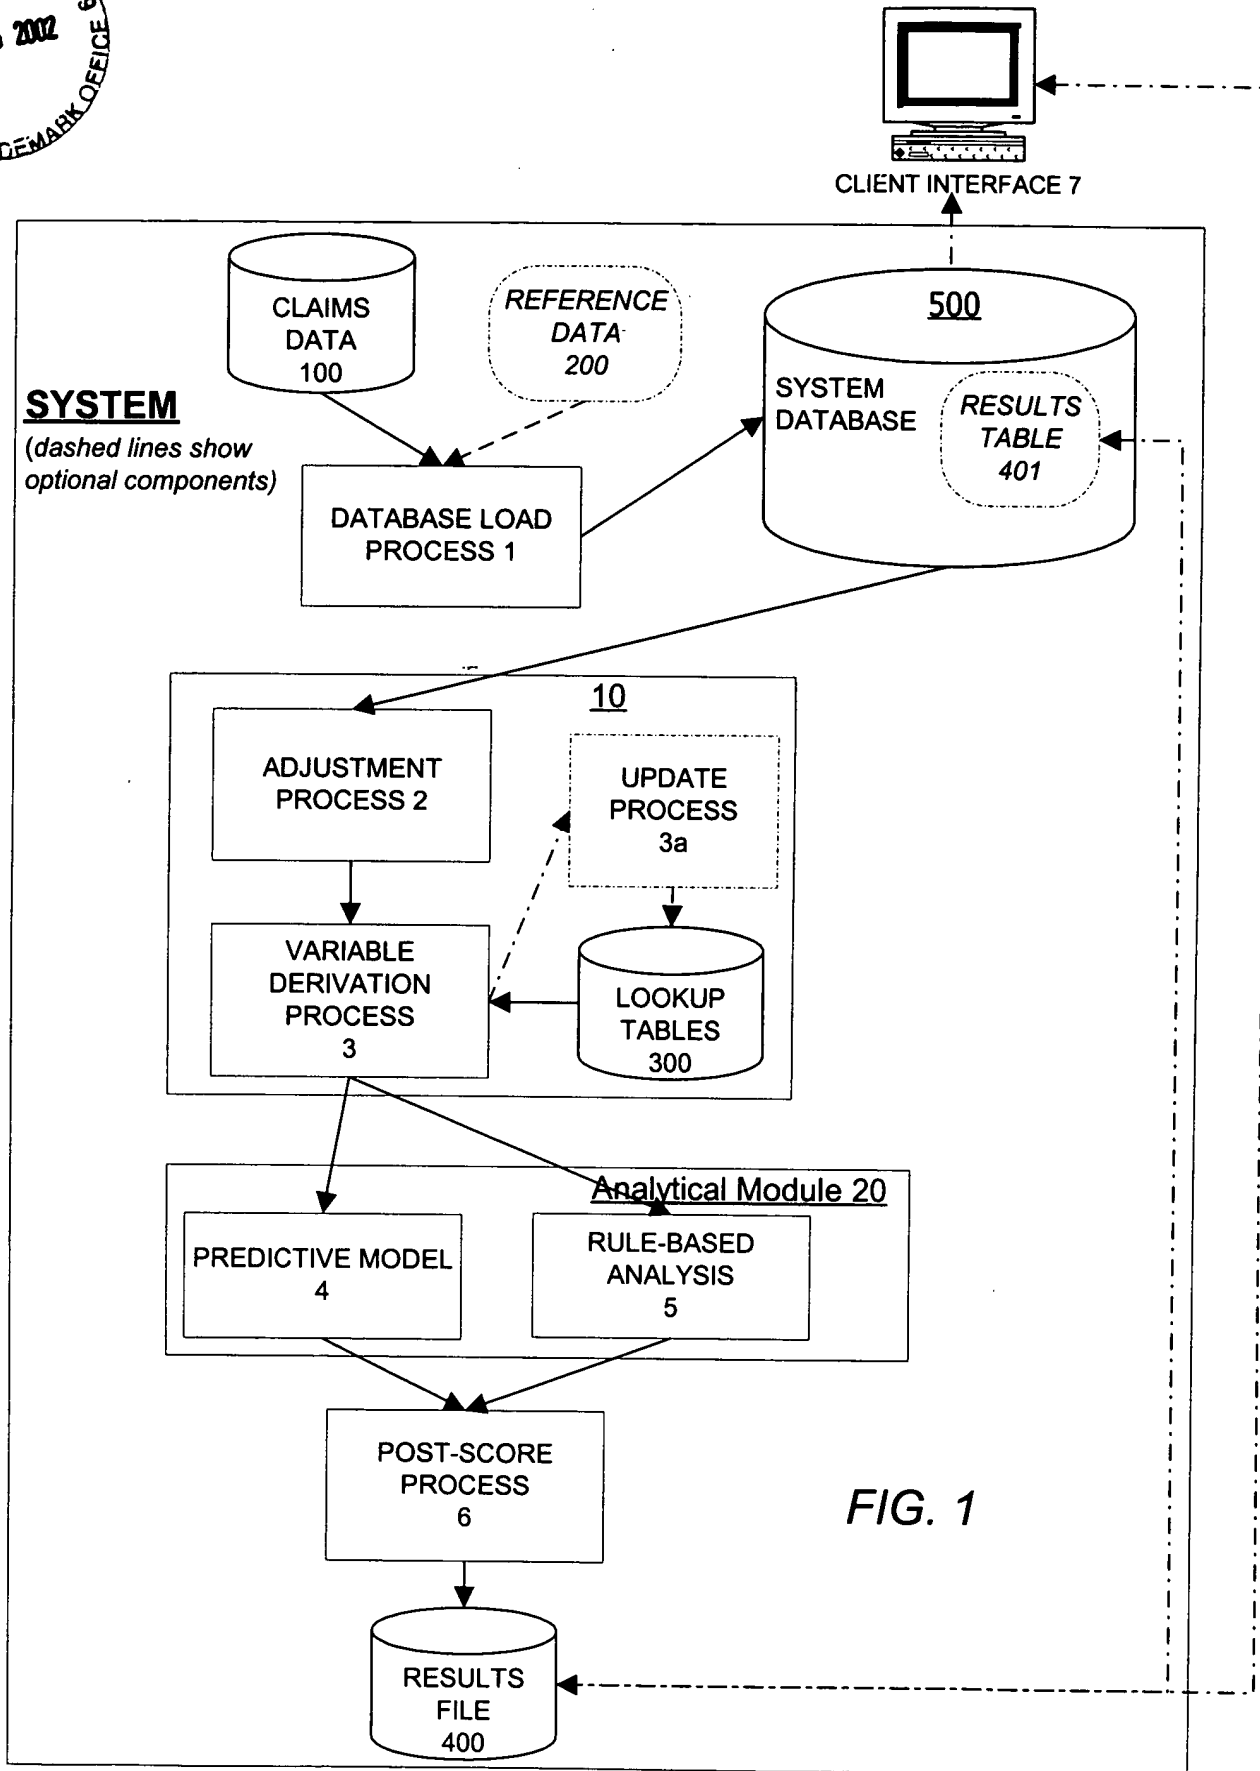 2002
DEMARK OFFICE
CLIENT INTERFACE 7
CLAIMS
DATA
100
REFERENCE
DATA
200
500
SYSTEM
DATABASE
RESULTS
TABLE
401
SYSTEM
(dashed lines show
optional components)
DATABASE LOAD
PROCESS 1
10
ADJUSTMENT
PROCESS 2
UPDATE
PROCESS
3a
VARIABLE
DERIVATION
PROCESS
3
LOOKUP
TABLES
300
Analytical Module 20
PREDICTIVE MODEL
4
RULE-BASED
ANALYSIS
5
POST-SCORE
PROCESS
6
FIG. 1
RESULTS
FILE
400